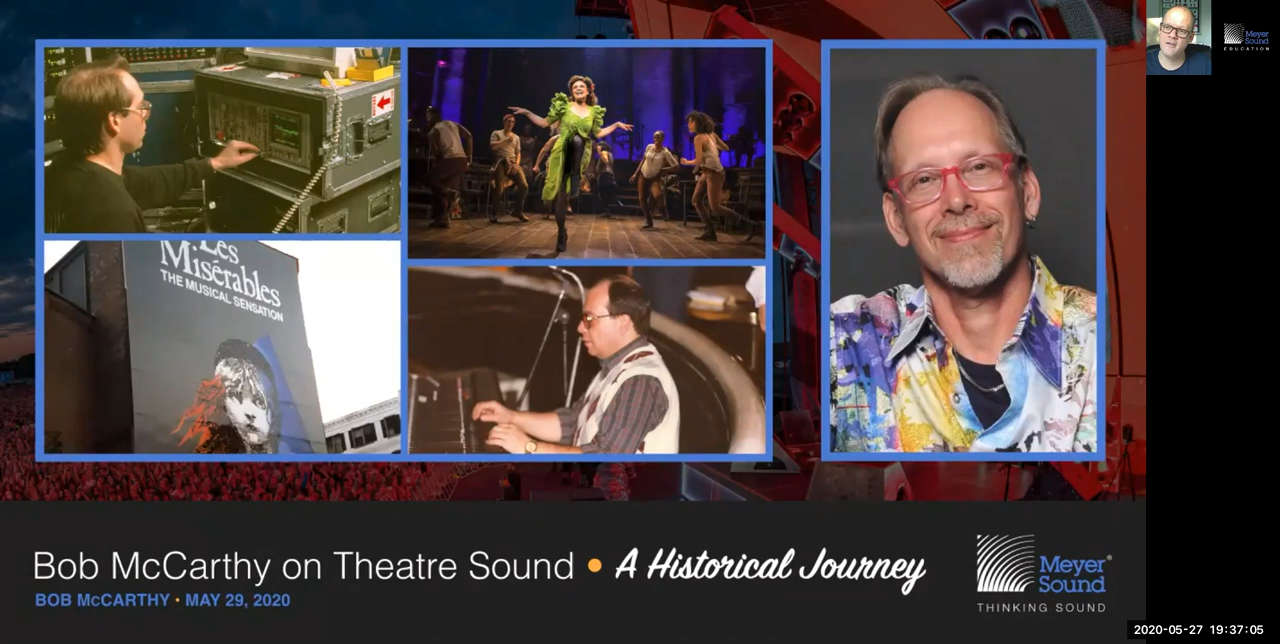 Les
Misérables
THE MUSICAL SENSATION
Meyer
Sound
EDUCATION
Bob McCarthy on Theatre Sound • A Historical Journey
BOB McCARTHY • MAY 29, 2020
Meyer®
Sound
THINKING SOUND
2020-05-27 19:37:05